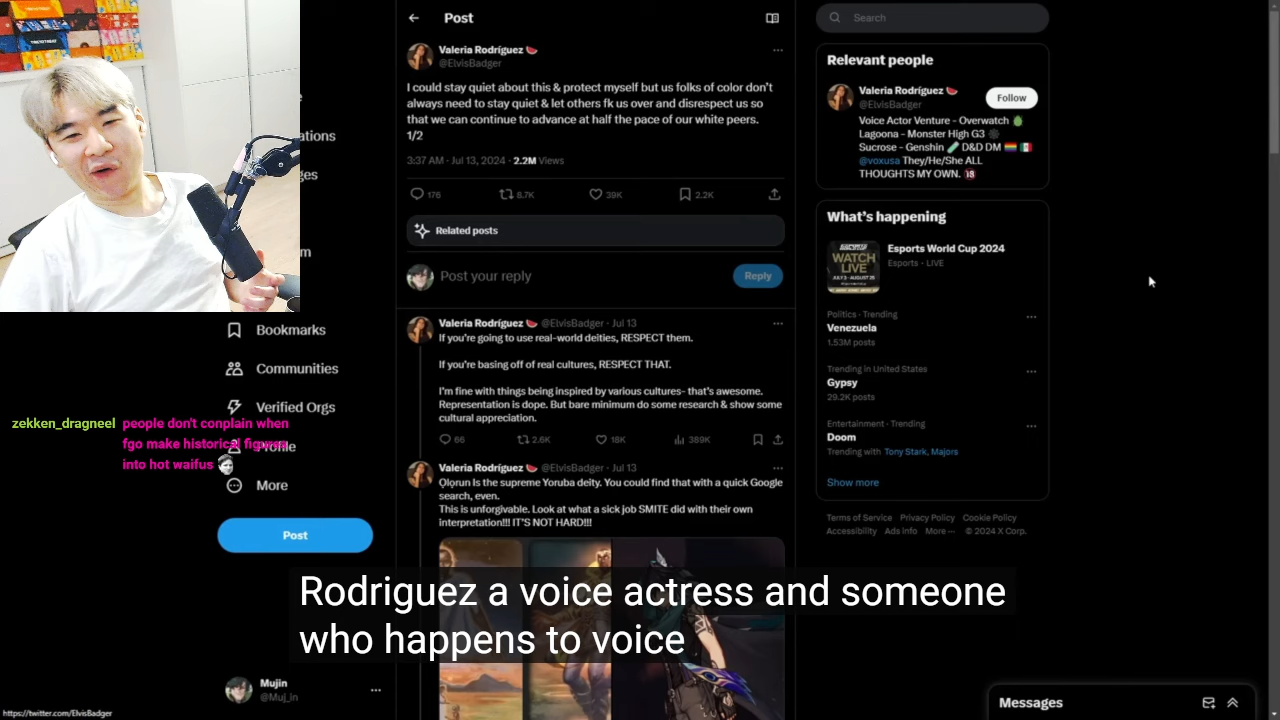 Post
Search
Valeria Rodríguez 🍉
@ElvisBadger
I could stay quiet about this & protect myself but us folks of color don't
always need to stay quiet & let others fk us over and disrespect us so
that we can continue to advance at half the pace of our white peers.
1/2
3:37 AM · Jul 13, 2024 · 2.2M Views
176 8.7K 39K 2.2K
Related posts
Post your reply
Reply
Valeria Rodríguez 🍉 @ElvisBadger · Jul 13
If you're going to use real-world deities, RESPECT them.
If you're basing off of real cultures, RESPECT THAT.
I'm fine with things being inspired by various cultures- that's awesome.
Representation is dope. But bare minimum do some research & show some
cultural appreciation.
66 2.6K 18K 389K
Valeria Rodríguez 🍉 @ElvisBadger · Jul 13
Ọlọrun is the supreme Yoruba deity. You could find that with a quick Google
search, even.
This is unforgivable. Look at what a sick job SMITE did with their own
interpretation!!! IT'S NOT HARD!!!
Relevant people
Valeria Rodríguez 🍉
@ElvisBadger
Follow
Voice Actor Venture - Overwatch
Lagoona - Monster High G3
Sucrose - Genshin D&D DM
@voxusa They/He/She ALL
THOUGHTS MY OWN. 🔞
What's happening
WATCH
LIVE
Esports World Cup 2024
Esports · LIVE
Politics · Trending
Venezuela
1.53M posts
Trending in United States
Gypsy
29.2K posts
Entertainment · Trending
Doom
Trending with Tony Stark, Majors
Show more
Terms of Service Privacy Policy Cookie Policy
Accessibility Ads info More ··· © 2024 X Corp.
ations
es
m
Bookmarks
Communities
Verified Orgs
Profile
More
Post
zekken_dragneel people don't conplain when
fgo make historical figures
into hot waifus
Rodriguez a voice actress and someone
who happens to voice
Mujin
@Muj_in
Messages
https://twitter.com/ElvisBadger